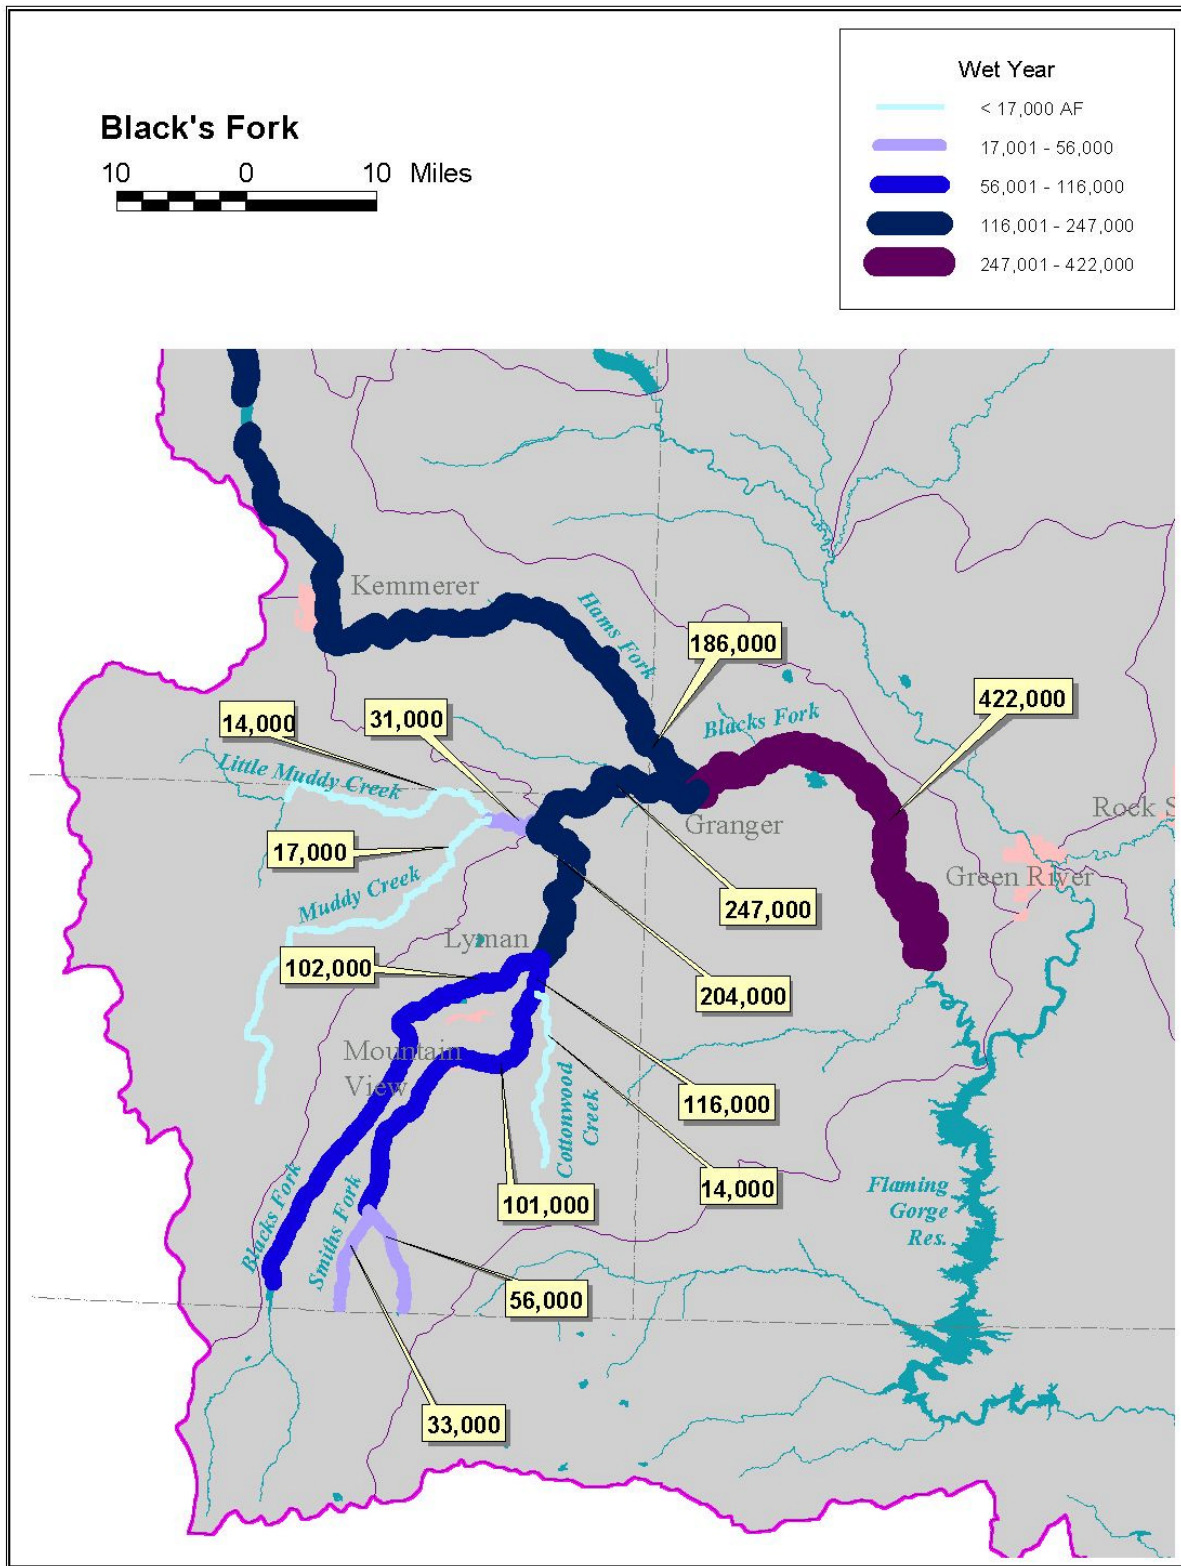 Wet Year
< 17,000 AF
17,001 - 56,000
56,001 - 116,000
116,001 - 247,000
247,001 - 422,000
Black's Fork
10 0 10 Miles
Kemmerer
Hams Fork
186,000
422,000
14,000
31,000
Blacks Fork
Little Muddy Creek
Rock S
Granger
17,000
Green River
Muddy Creek
247,000
Lyman
102,000
204,000
Mountain
View
116,000
Cottonwood
Creek
14,000
101,000
Flaming
Gorge
Res.
Blacks Fork
Smiths Fork
56,000
33,000